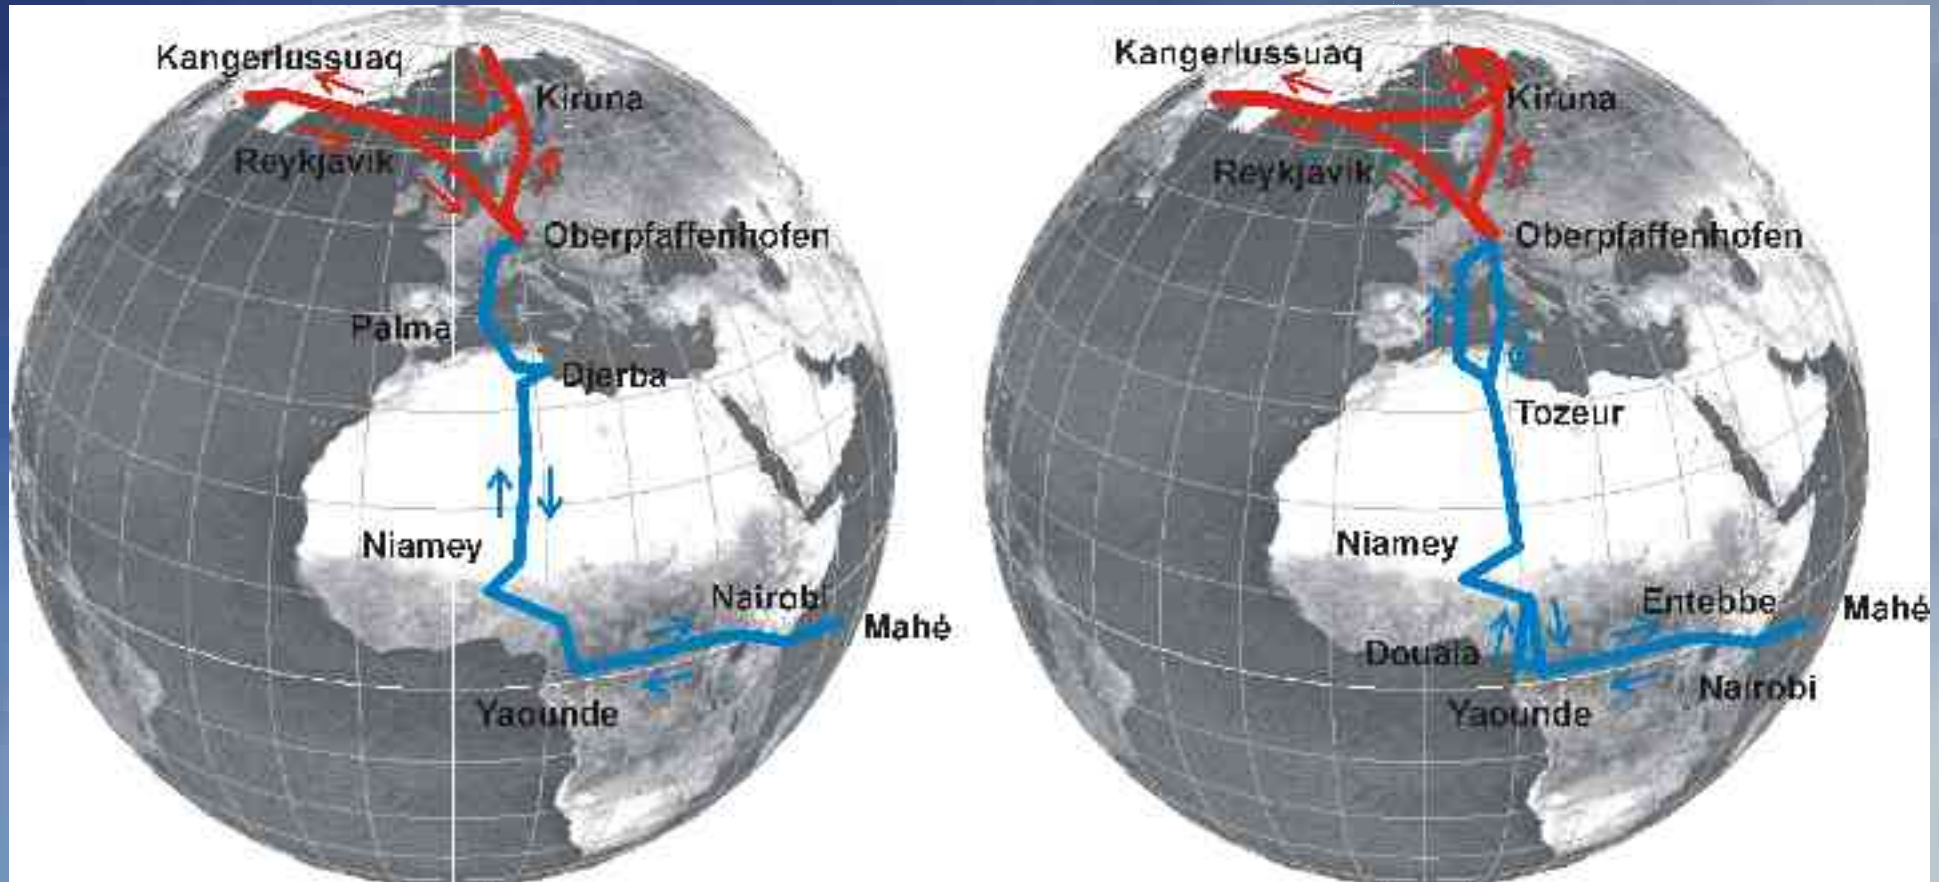 Kangerlussuaq
Kiruna
Reykjavik
Oberpfaffenhofen
Palma
Djerba
Niamey
Nairobi
Mahé
Yaounde
Kangerlussuaq
Kiruna
Reykjavik
Oberpfaffenhofen
Tozeur
Niamey
Entebbe
Mahé
Douala
Nairobi
Yaounde